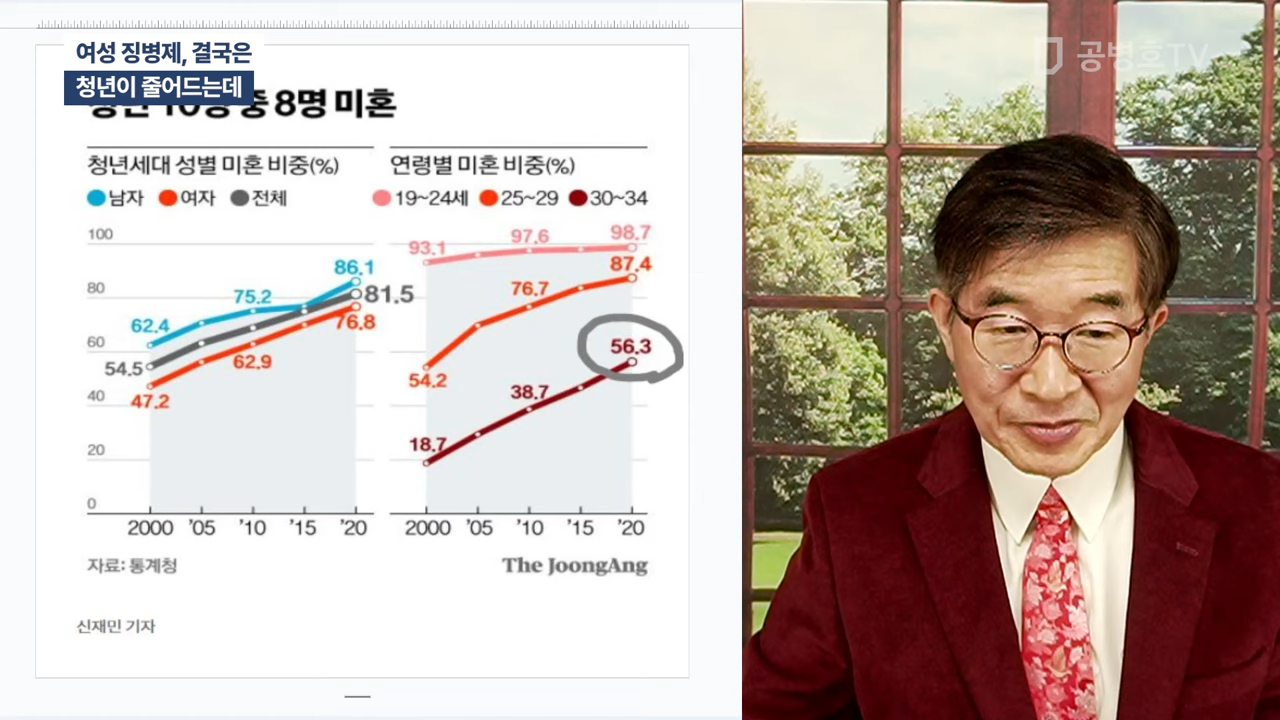 여성 징병제, 결국은
청년이 줄어드는데
중 8명 미혼
청년세대 성별 미혼 비중(%)
남자 여자 전체
100
80
60
40
20
0
62.4
75.2
86.1
54.5
81.5
47.2
62.9
76.8
2000 '05 '10 '15 '20
연령별 미혼 비중(%)
19~24세 25~29 30~34
93.1
97.6
98.7
54.2
76.7
87.4
18.7
38.7
56.3
2000 '05 '10 '15 '20
자료: 통계청
The JoongAng
신재민 기자
공병호TV